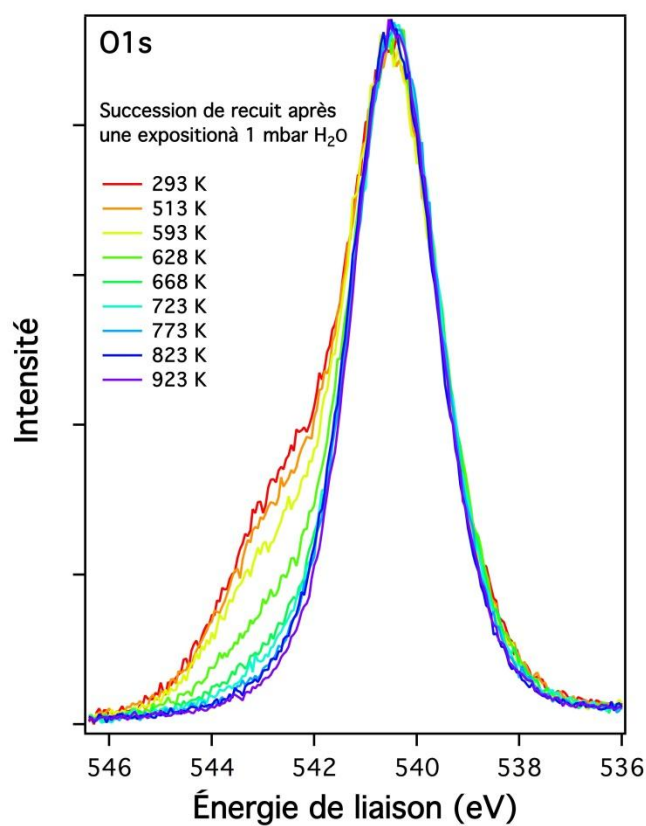 O1s
Succession de recuit après
une expositionà 1 mbar H₂O
293 K
513 K
593 K
628 K
668 K
723 K
773 K
823 K
923 K
Intensité
546 544 542 540 538 536
Énergie de liaison (eV)